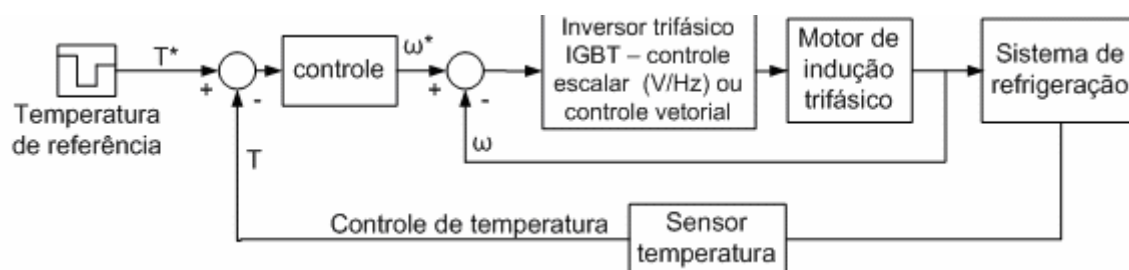 T*
+
-
Temperatura
de referência
controle
ω*
+
-
Inversor trifásico
IGBT – controle
escalar (V/Hz) ou
controle vetorial
Motor de
indução
trifásico
Sistema de
refrigeração
ω
T
Controle de temperatura
Sensor
temperatura